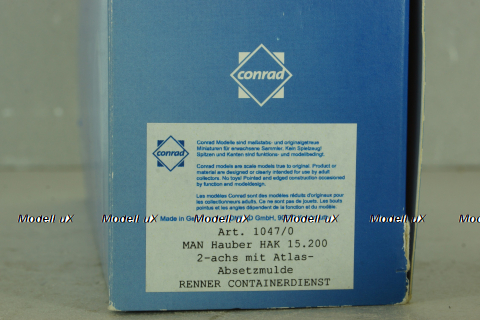 conrad
conrad
Conrad Modelle sind maßstabs- und originalgetreue
Miniaturen für erwachsene Sammler. Kein Spielzeug!
Spitzen und Kanten sind funktions- und modellbedingt.
Conrad models are scale models true to original. Product or
material are designed or clearly intended for use by adult
collectors. No toys! Pointed and edged construction occasioned
by function and modeldesign.
Les modèles Conrad sont des modèles réduits d'origineux pour
les collectionneurs adultes. Ce ne sont pas de jouets. Les bouts
pointus et les angles dépendent de la fonction et du modèle.
Made in GMBH, 
Modell uX Modell uX Modell uX Modell uX Modell uX Modell
Art. 1047/0
MAN Hauber HAK 15.200
2-achs mit Atlas-
Absetzmulde
RENNER CONTAINERDIENST